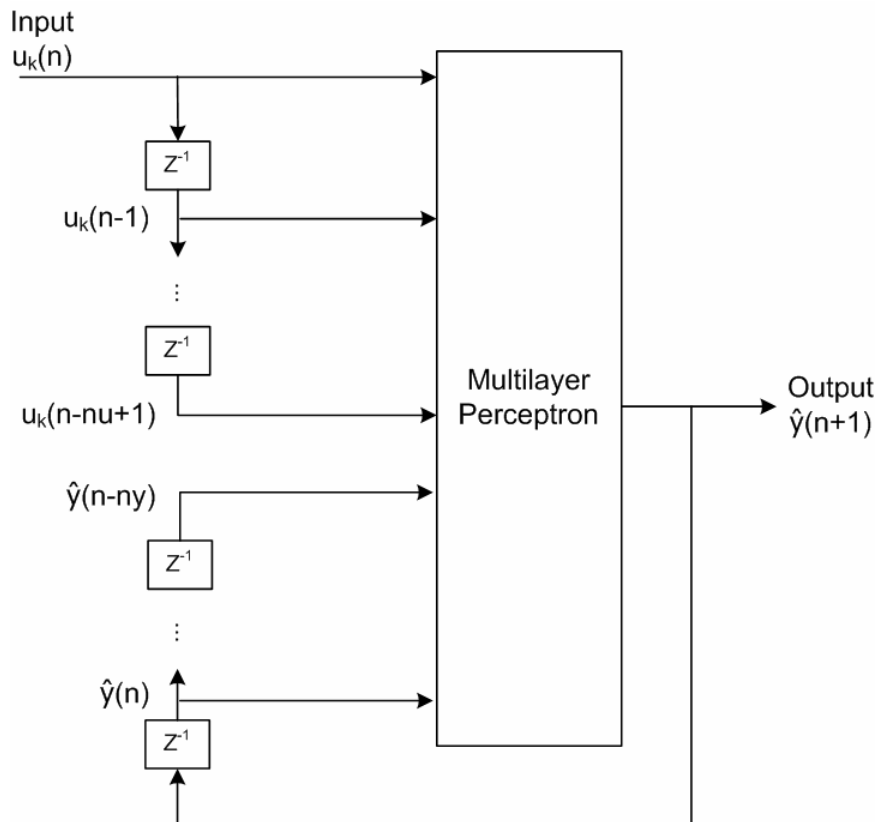 Input
uₖ(n)
Z⁻¹
uₖ(n-1)
⋮
Z⁻¹
uₖ(n-nu+1)
Multilayer
Perceptron
Output
ŷ(n+1)
ŷ(n-ny)
Z⁻¹
⋮
ŷ(n)
Z⁻¹